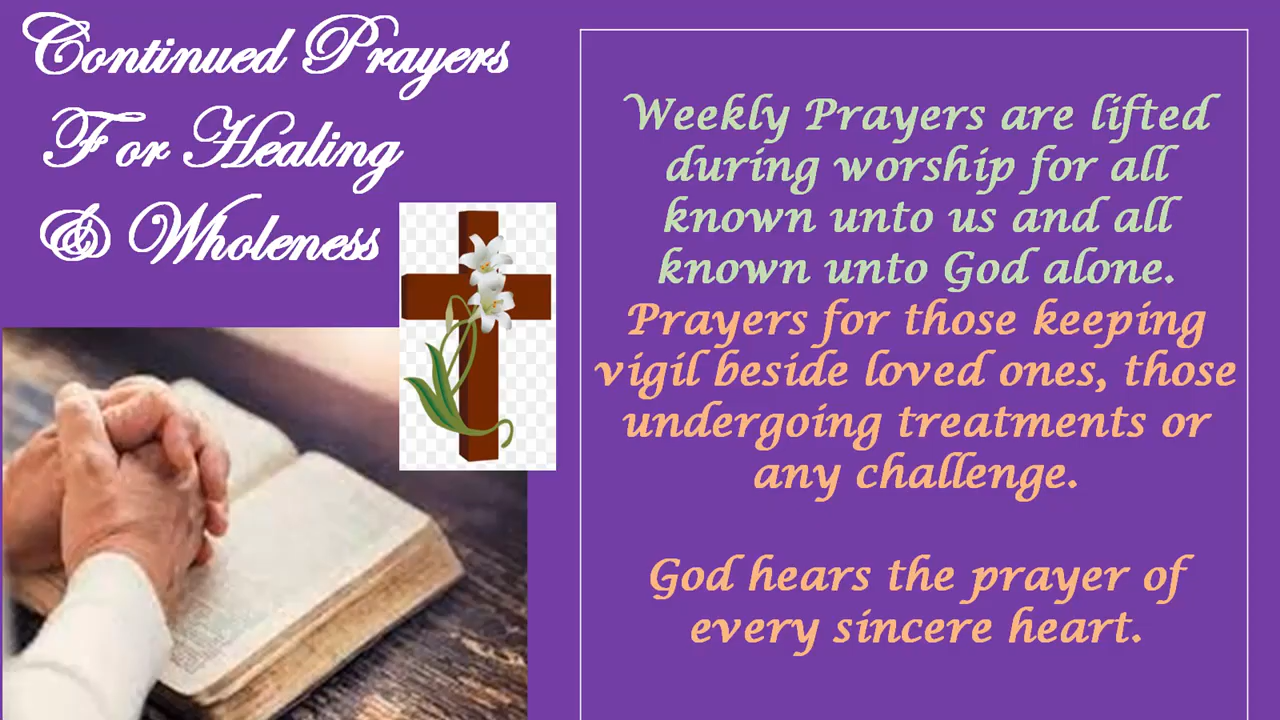 Continued Prayers
For Healing
& Wholeness
Weekly Prayers are lifted
during worship for all
known unto us and all
known unto God alone.
Prayers for those keeping
vigil beside loved ones, those
undergoing treatments or
any challenge.
God hears the prayer of
every sincere heart.